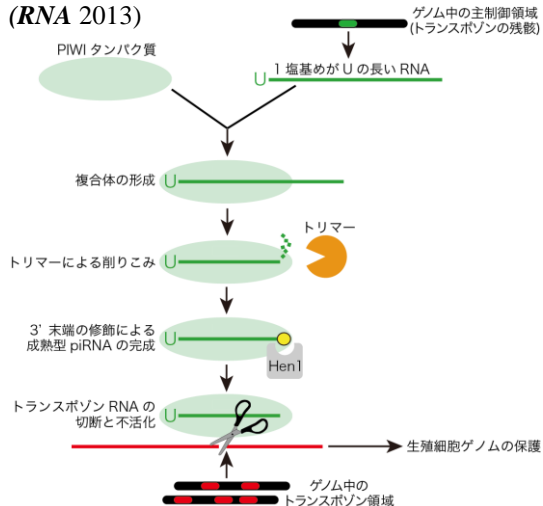 (RNA 2013)
ゲノム中の主制御領域
(トランスポゾンの残骸)
PIWI タンパク質
1 塩基めが U の長い RNA
U
複合体の形成
U
トリマー
トリマーによる削りこみ
U
3’ 末端の修飾による
成熟型 piRNA の完成
U
Hen1
トランスポゾン RNA の
切断と不活化
U
生殖細胞ゲノムの保護
ゲノム中の
トランスポゾン領域